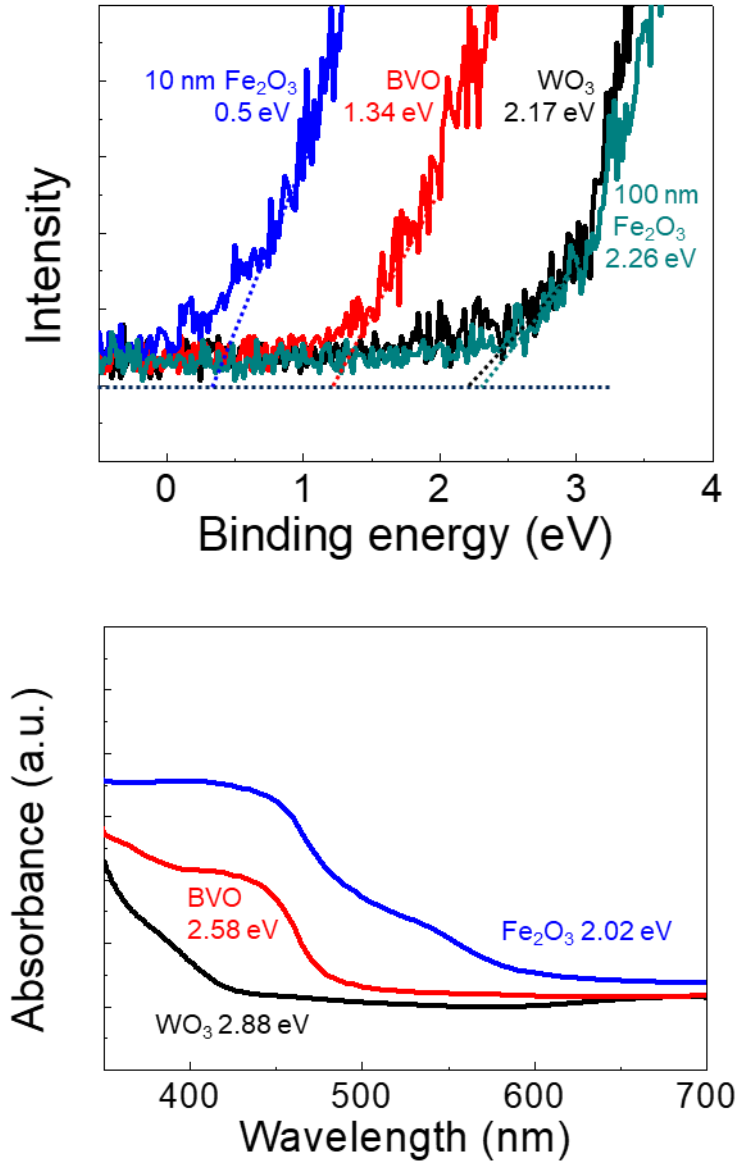 10 nm Fe₂O₃
0.5 eV
BVO
1.34 eV
WO₃
2.17 eV
100 nm
Fe₂O₃
2.26 eV
Intensity
0 1 2 3 4
Binding energy (eV)
BVO
2.58 eV
Fe₂O₃ 2.02 eV
WO₃ 2.88 eV
Absorbance (a.u.)
400 500 600 700
Wavelength (nm)